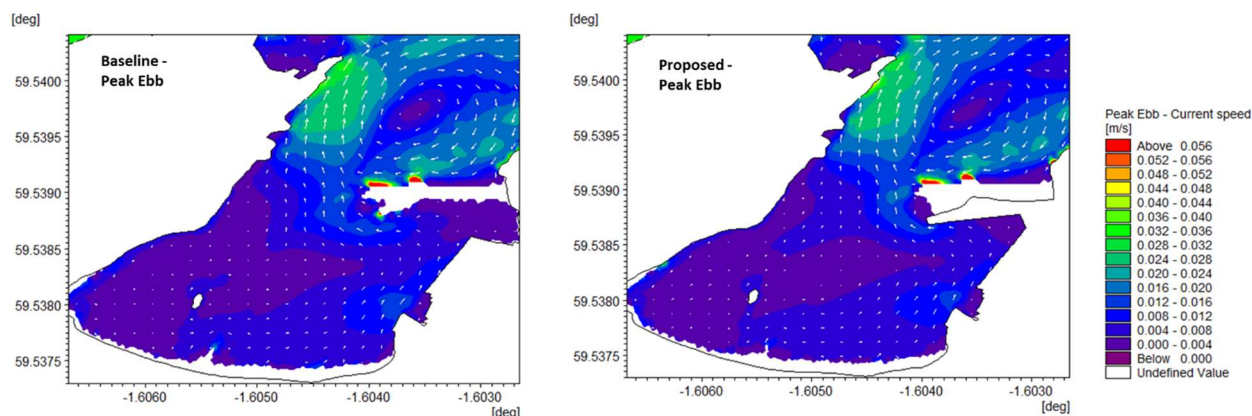 [deg]
Baseline -
Peak Ebb
59.5400
59.5395
59.5390
59.5385
59.5380
59.5375
-1.6060
-1.6050
-1.6040
-1.6030
[deg]
[deg]
Proposed -
Peak Ebb
59.5400
59.5395
59.5390
59.5385
59.5380
59.5375
-1.6060
-1.6050
-1.6040
-1.6030
[deg]
Peak Ebb - Current speed
[m/s]
Above 0.056
0.052 - 0.056
0.048 - 0.052
0.044 - 0.048
0.040 - 0.044
0.036 - 0.040
0.032 - 0.036
0.028 - 0.032
0.024 - 0.028
0.020 - 0.024
0.016 - 0.020
0.012 - 0.016
0.008 - 0.012
0.004 - 0.008
0.000 - 0.004
Below 0.000
Undefined Value